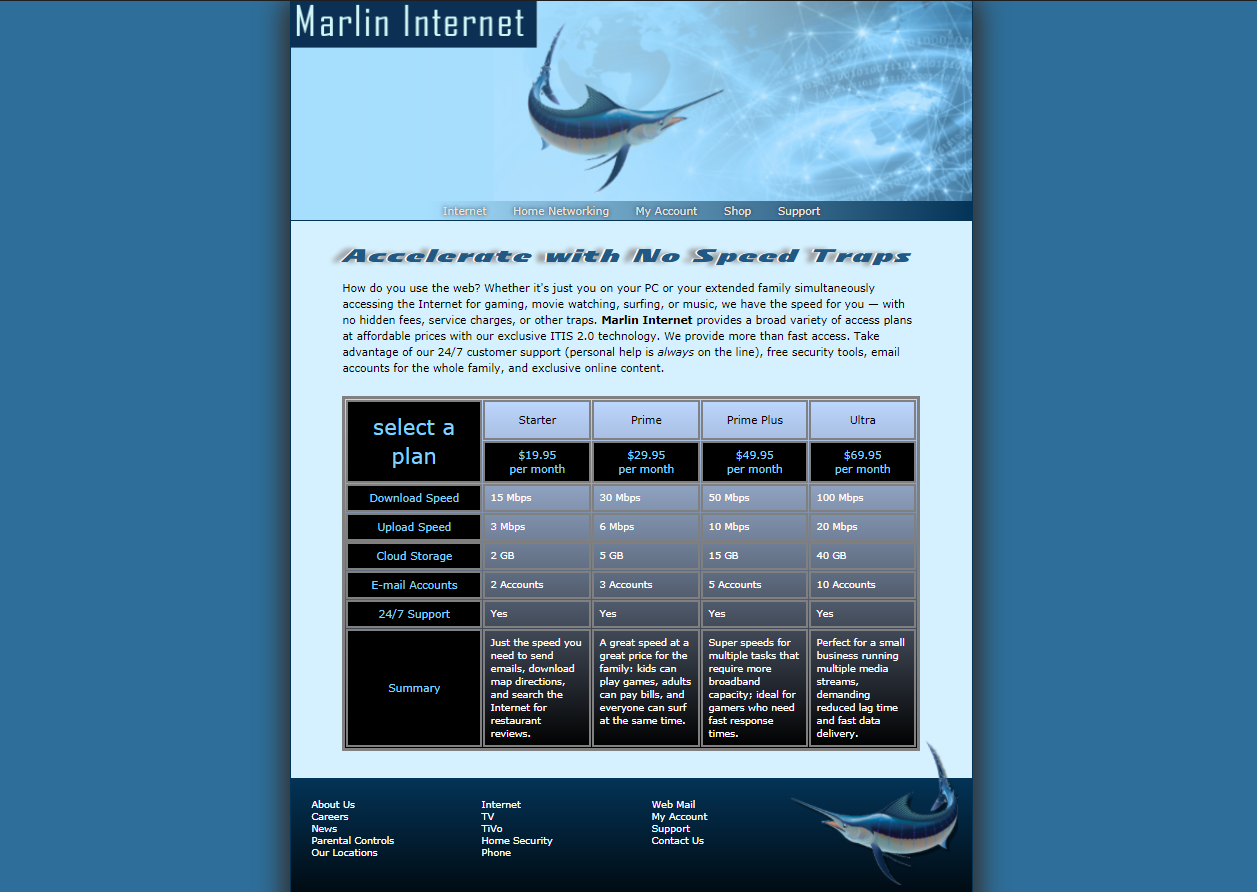 Marlin Internet
Internet Home Networking My Account Shop Support
Accelerate with No Speed Traps
How do you use the web? Whether it's just you on your PC or your extended family simultaneously
accessing the Internet for gaming, movie watching, surfing, or music, we have the speed for you — with
no hidden fees, service charges, or other traps. Marlin Internet provides a broad variety of access plans
at affordable prices with our exclusive ITIS 2.0 technology. We provide more than fast access. Take
advantage of our 24/7 customer support (personal help is always on the line), free security tools, email
accounts for the whole family, and exclusive online content.
select a
plan
Starter Prime Prime Plus Ultra
$19.95 $29.95 $49.95 $69.95
per month per month per month per month
Download Speed 15 Mbps 30 Mbps 50 Mbps 100 Mbps
Upload Speed 3 Mbps 6 Mbps 10 Mbps 20 Mbps
Cloud Storage 2 GB 5 GB 15 GB 40 GB
E-mail Accounts 2 Accounts 3 Accounts 5 Accounts 10 Accounts
24/7 Support Yes Yes Yes Yes
Summary
Just the speed you
need to send
emails, download
map directions,
and search the
Internet for
restaurant
reviews.
A great speed at a
great price for the
family: kids can
play games, adults
can pay bills, and
everyone can surf
at the same time.
Super speeds for
multiple tasks that
require more
broadband
capacity; ideal for
gamers who need
fast response
times.
Perfect for a small
business running
multiple media
streams,
demanding
reduced lag time
and fast data
delivery.
About Us
Careers
News
Parental Controls
Our Locations
Internet
TV
TiVo
Home Security
Phone
Web Mail
My Account
Support
Contact Us